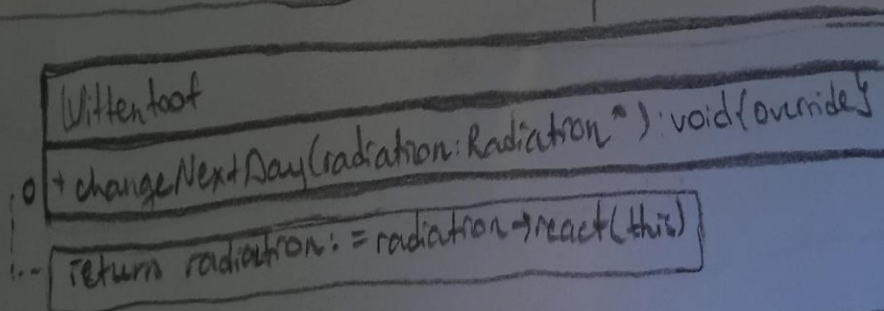 Wittentoot
+ changeNextDay(radiation: Radiation*): void{override}
return radiation:=radiation→react(this)